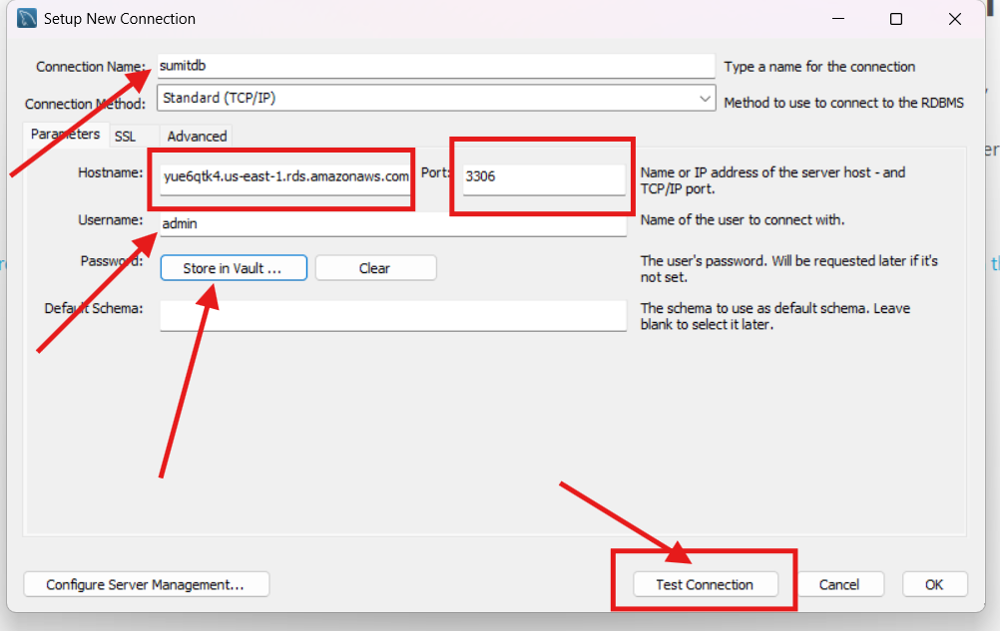 Setup New Connection
Connection Name: sumitdb Type a name for the connection
Connection Method: Standard (TCP/IP) Method to use to connect to the RDBMS
Parameters SSL Advanced
Hostname: yue6qtk4.us-east-1.rds.amazonaws.com Port: 3306 Name or IP address of the server host - and
TCP/IP port.
Username: admin Name of the user to connect with.
Password: Store in Vault ... Clear The user's password. Will be requested later if it's
not set.
Default Schema: The schema to use as default schema. Leave
blank to select it later.
Configure Server Management... Test Connection Cancel OK